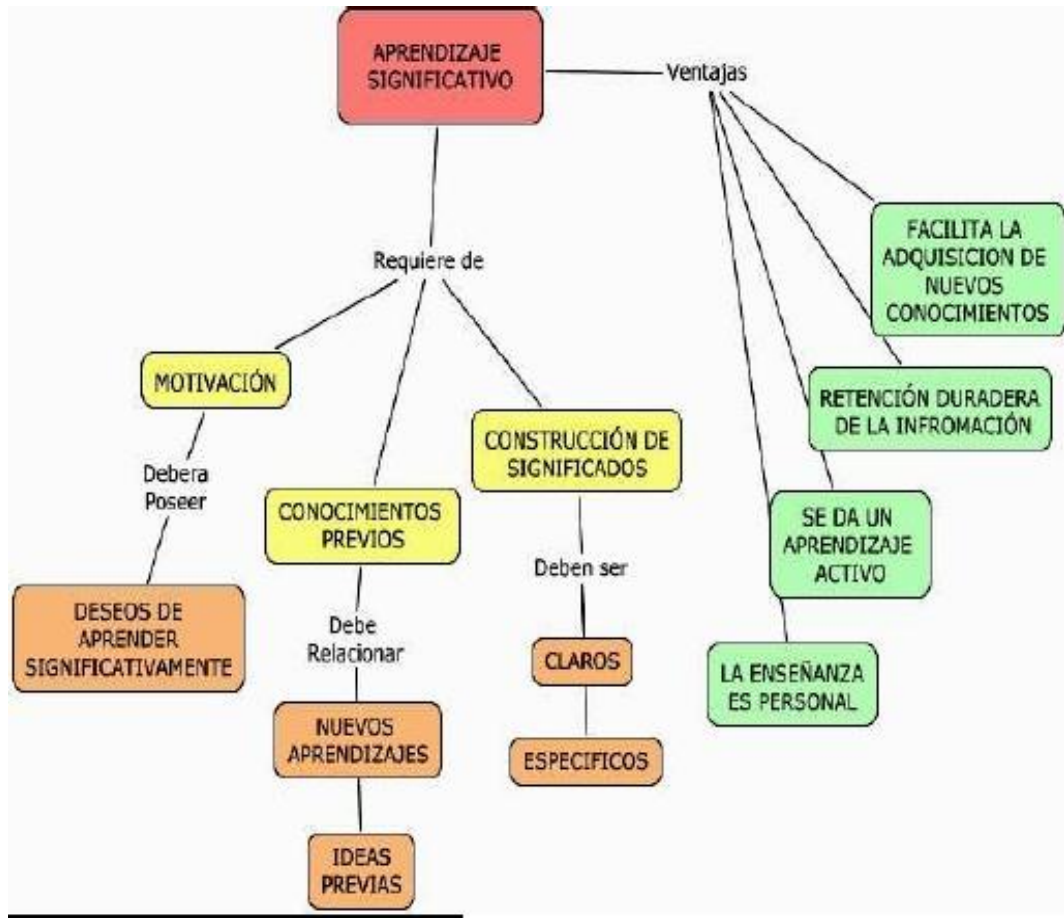 APRENDIZAJE
SIGNIFICATIVO
Ventajas
Requiere de
MOTIVACIÓN
Debera
Poseer
DESEOS DE
APRENDER
SIGNIFICATIVAMENTE
CONOCIMIENTOS
PREVIOS
Debe
Relacionar
NUEVOS
APRENDIZAJES
IDEAS
PREVIAS
CONSTRUCCIÓN DE
SIGNIFICADOS
Deben ser
CLAROS
ESPECIFICOS
FACILITA LA
ADQUISICION DE
NUEVOS
CONOCIMIENTOS
RETENCIÓN DURADERA
DE LA INFROMACIÓN
SE DA UN
APRENDIZAJE
ACTIVO
LA ENSEÑANZA
ES PERSONAL